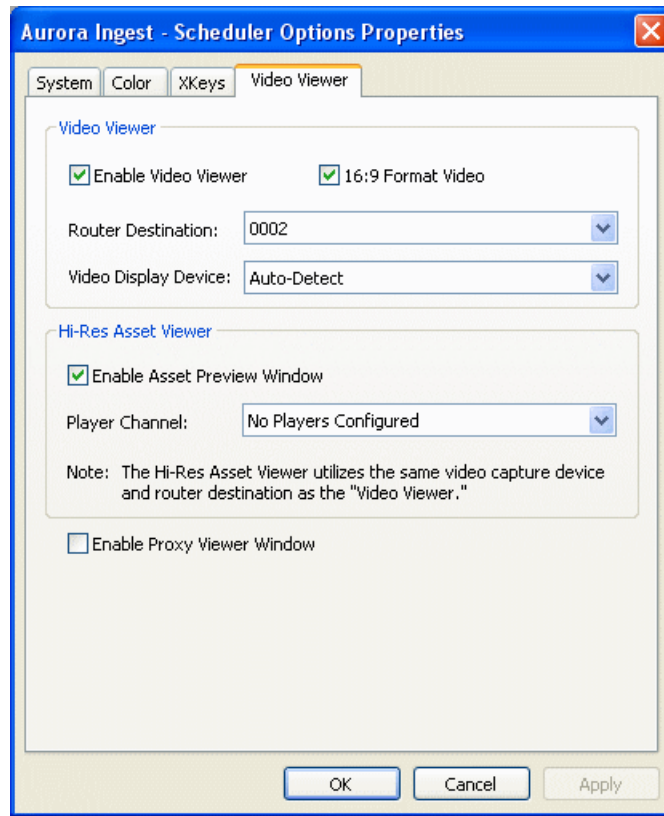 Aurora Ingest - Scheduler Options Properties
System Color XKeys Video Viewer
Video Viewer
Enable Video Viewer 16:9 Format Video
Router Destination: 0002
Video Display Device: Auto-Detect
Hi-Res Asset Viewer
Enable Asset Preview Window
Player Channel: No Players Configured
Note: The Hi-Res Asset Viewer utilizes the same video capture device
and router destination as the "Video Viewer."
Enable Proxy Viewer Window
OK Cancel Apply